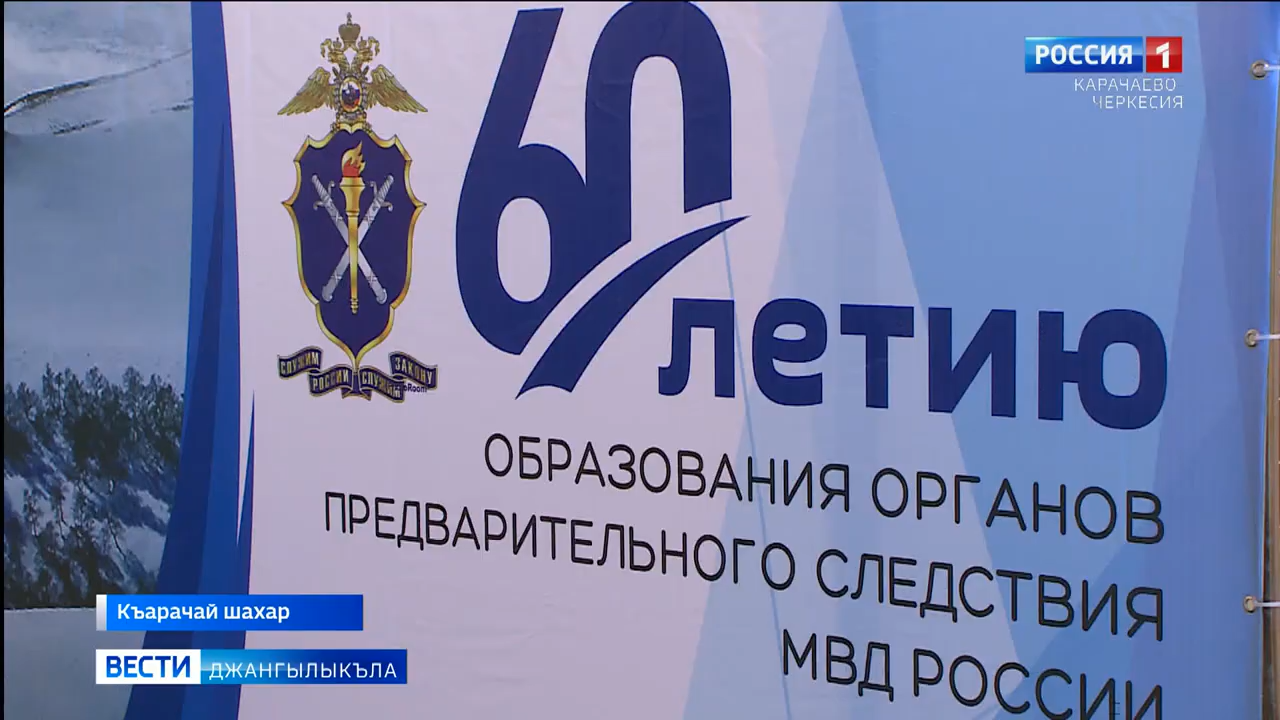 60
летию
ОБРАЗОВАНИЯ ОРГАНОВ
ПРЕДВАРИТЕЛЬНОГО СЛЕДСТВИЯ
МВД РОССИИ
СЛУЖИМ РОССИИ СЛУЖИМ ЗАКОНУ
РОССИЯ 1
КАРАЧАЕВО
ЧЕРКЕСИЯ
Къарачай шахар
ВЕСТИ ДЖАНГЫЛЫКЪЛА